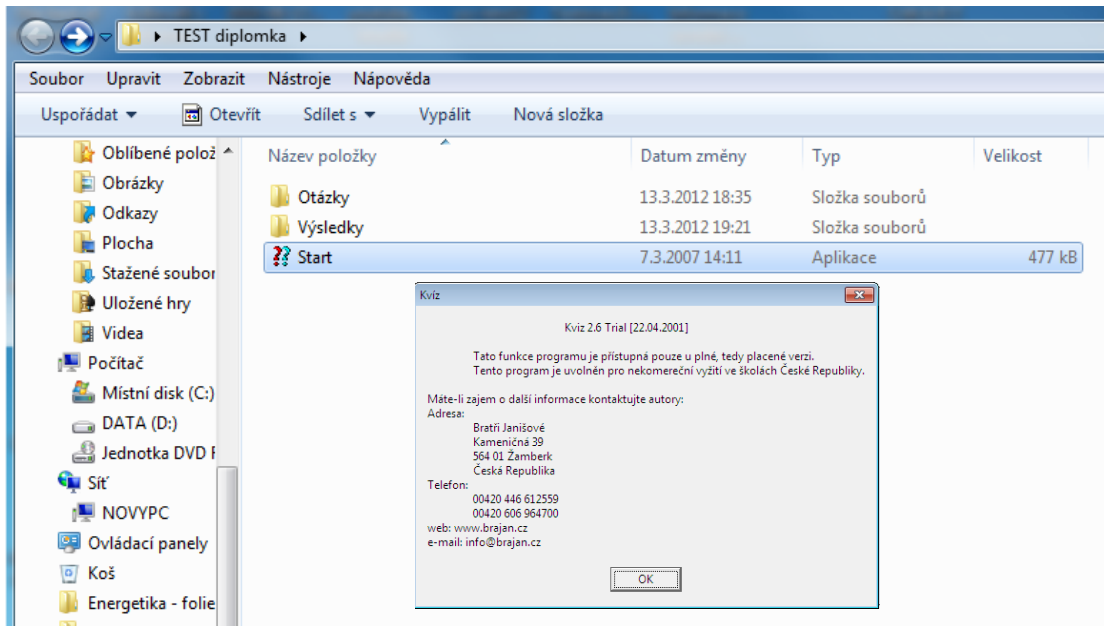 TEST diplomka
Soubor Upravit Zobrazit Nástroje Nápověda
Uspořádat Otevřít Sdílet s Vypálit Nová složka
Oblíbené polož
Obrázky
Odkazy
Plocha
Stažené soubor
Uložené hry
Videa
Počítač
Místní disk (C:)
DATA (D:)
Jednotka DVD
Síť
NOVYPC
Ovládací panely
Koš
Energetika - folie
Název položky Datum změny Typ Velikost
Otázky 13.3.2012 18:35 Složka souborů
Výsledky 13.3.2012 19:21 Složka souborů
Start 7.3.2007 14:11 Aplikace 477 kB
Kvíz
Kviz 2.6 Trial [22.04.2001]
Tato funkce programu je přístupná pouze u plné, tedy placené verzi.
Tento program je uvolněn pro nekomereční vyžití ve školách České Republiky.
Máte-li zajem o další informace kontaktujte autory:
Adresa:
Bratři Janišové
Kameničná 39
564 01 Žamberk
Česká Republika
Telefon:
00420 446 612559
00420 606 964700
web: www.brajan.cz
e-mail: info@brajan.cz
OK